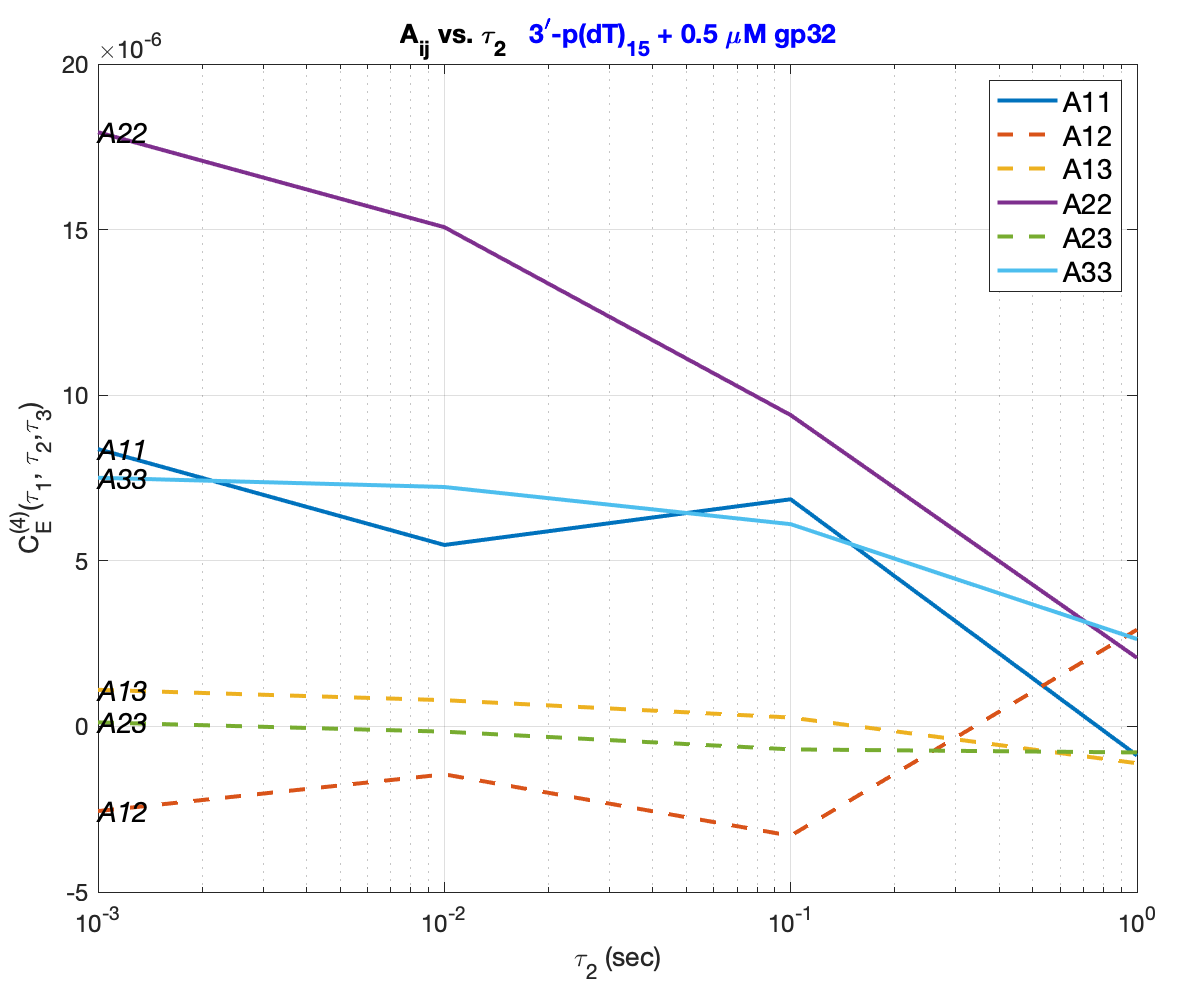 A_ij vs. τ_2   3′-p(dT)_15 + 0.5 μM gp32
×10^-6
20
15
10
5
0
-5
C_E^(4)(τ_1, τ_2,τ_3)
A22
A11
A33
A13
A23
A12
A11
A12
A13
A22
A23
A33
10^-3
10^-2
10^-1
10^0
τ_2 (sec)